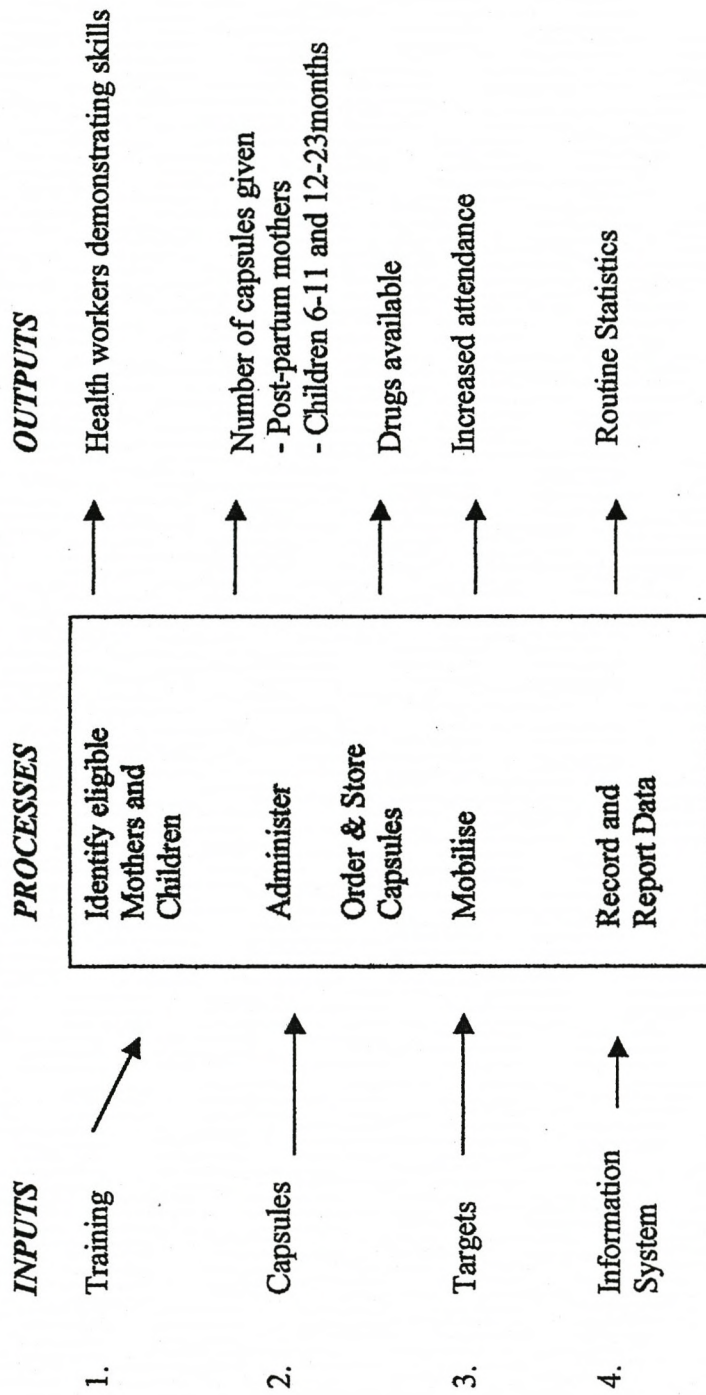 INPUTS
PROCESSES
OUTPUTS
1.
Training
Identify eligible
Mothers and
Children
Health workers demonstrating skills
2.
Capsules
Administer
Number of capsules given
- Post-partum mothers
- Children 6-11 and 12-23months
Order & Store
Capsules
Drugs available
3.
Targets
Mobilise
Increased attendance
4.
Information
System
Record and
Report Data
Routine Statistics